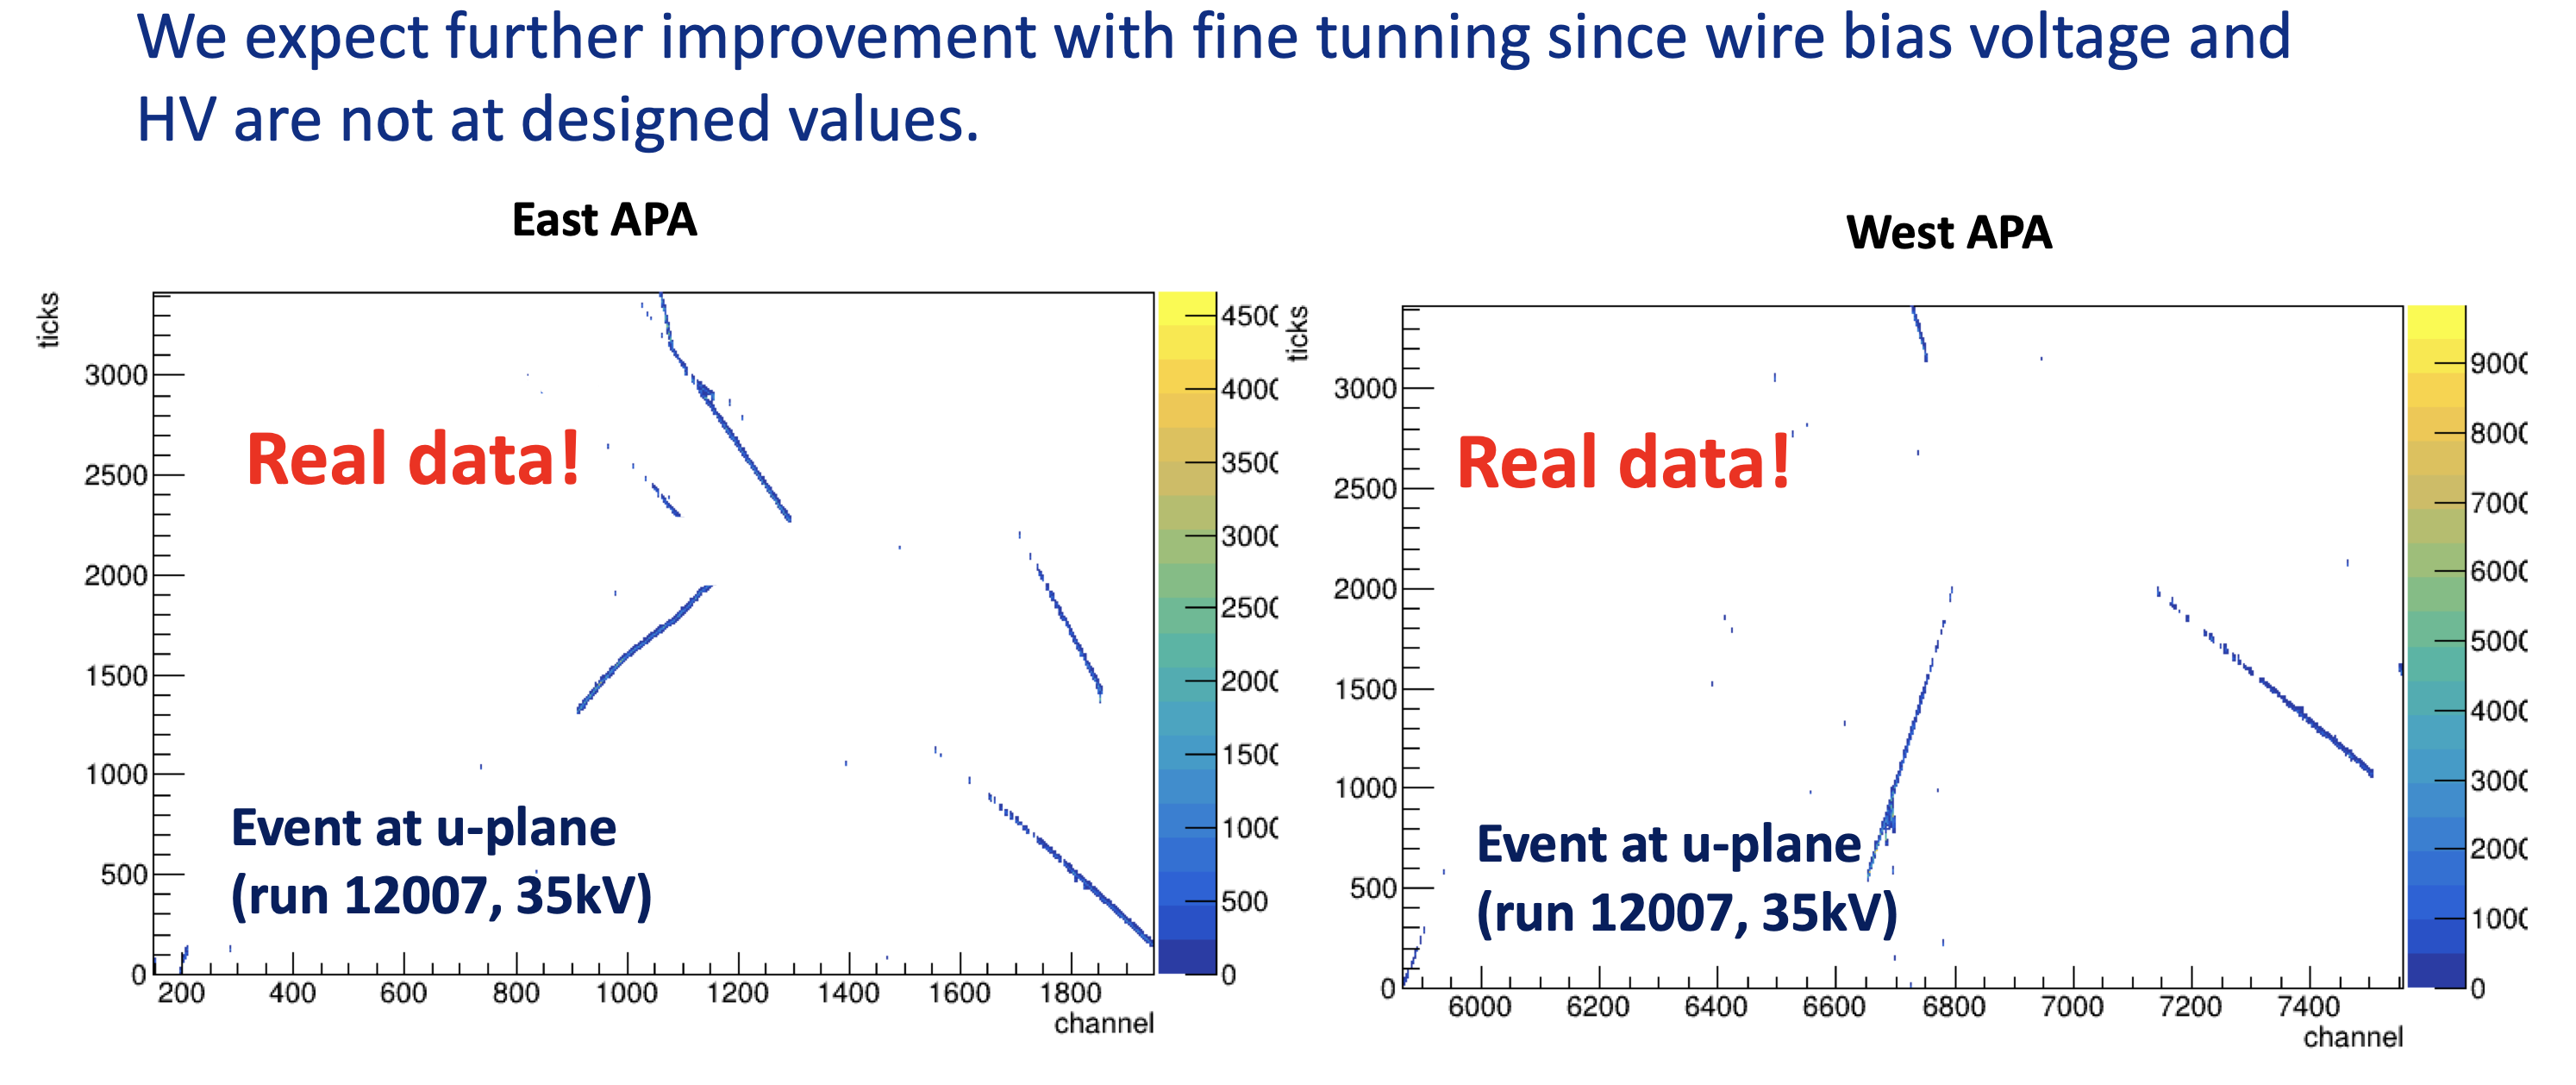 We expect further improvement with fine tunning since wire bias voltage and
HV are not at designed values.
East APA
West APA
ticks
3000
2500
2000
1500
1000
500
0
200 400 600 800 1000 1200 1400 1600 1800
channel
Real data!
Event at u-plane
(run 12007, 35kV)
500
0
ticks
3000
2500
2000
1500
1000
500
0
6000 6200 6400 6600 6800 7000 7200 7400
channel
Real data!
Event at u-plane
(run 12007, 35kV)
0